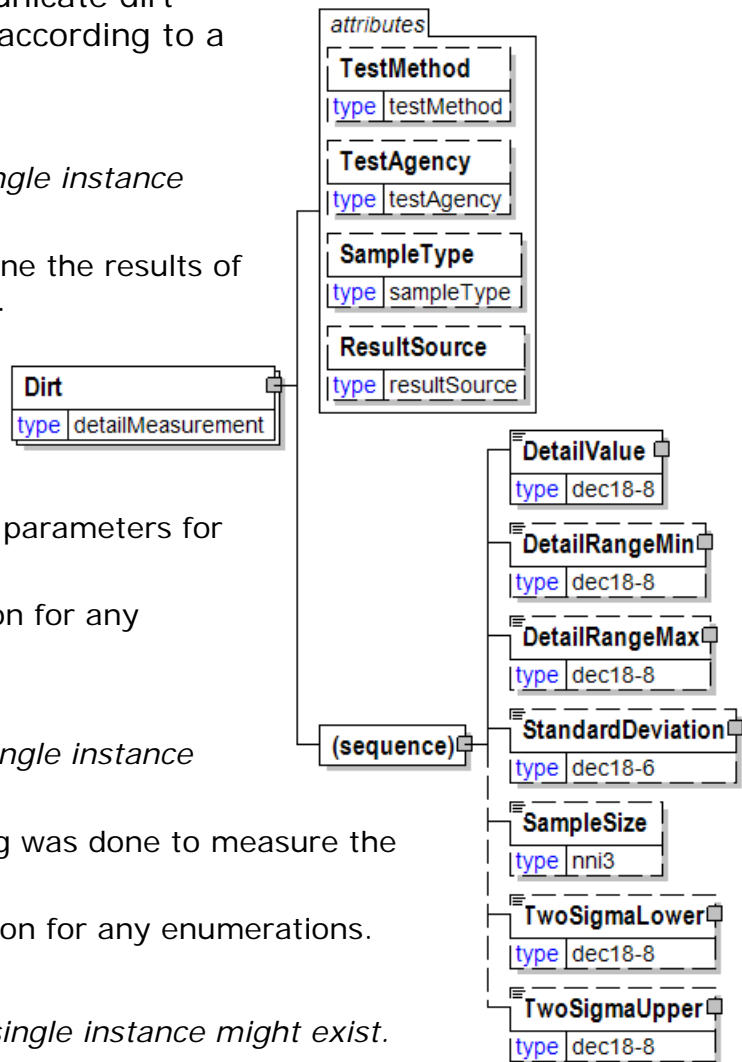 unicate dirt
according to a
ngle instance
ne the results of
.
parameters for
on for any
ngle instance
g was done to measure the
on for any enumerations.
single instance might exist.
Dirt
type detailMeasurement
attributes
TestMethod
type testMethod
TestAgency
type testAgency
SampleType
type sampleType
ResultSource
type resultSource
(sequence)
DetailValue
type dec18-8
DetailRangeMin
type dec18-8
DetailRangeMax
type dec18-8
StandardDeviation
type dec18-6
SampleSize
type nni3
TwoSigmaLower
type dec18-8
TwoSigmaUpper
type dec18-8